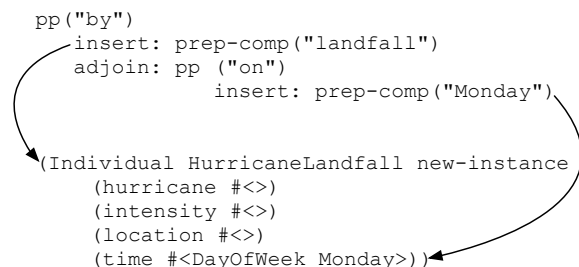 pp("by")
insert: prep-comp("landfall")
adjoin: pp ("on")
insert: prep-comp("Monday")
(Individual HurricaneLandfall new-instance
(hurricane #<>)
(intensity #<>)
(location #<>)
(time #<DayOfWeek Monday>))